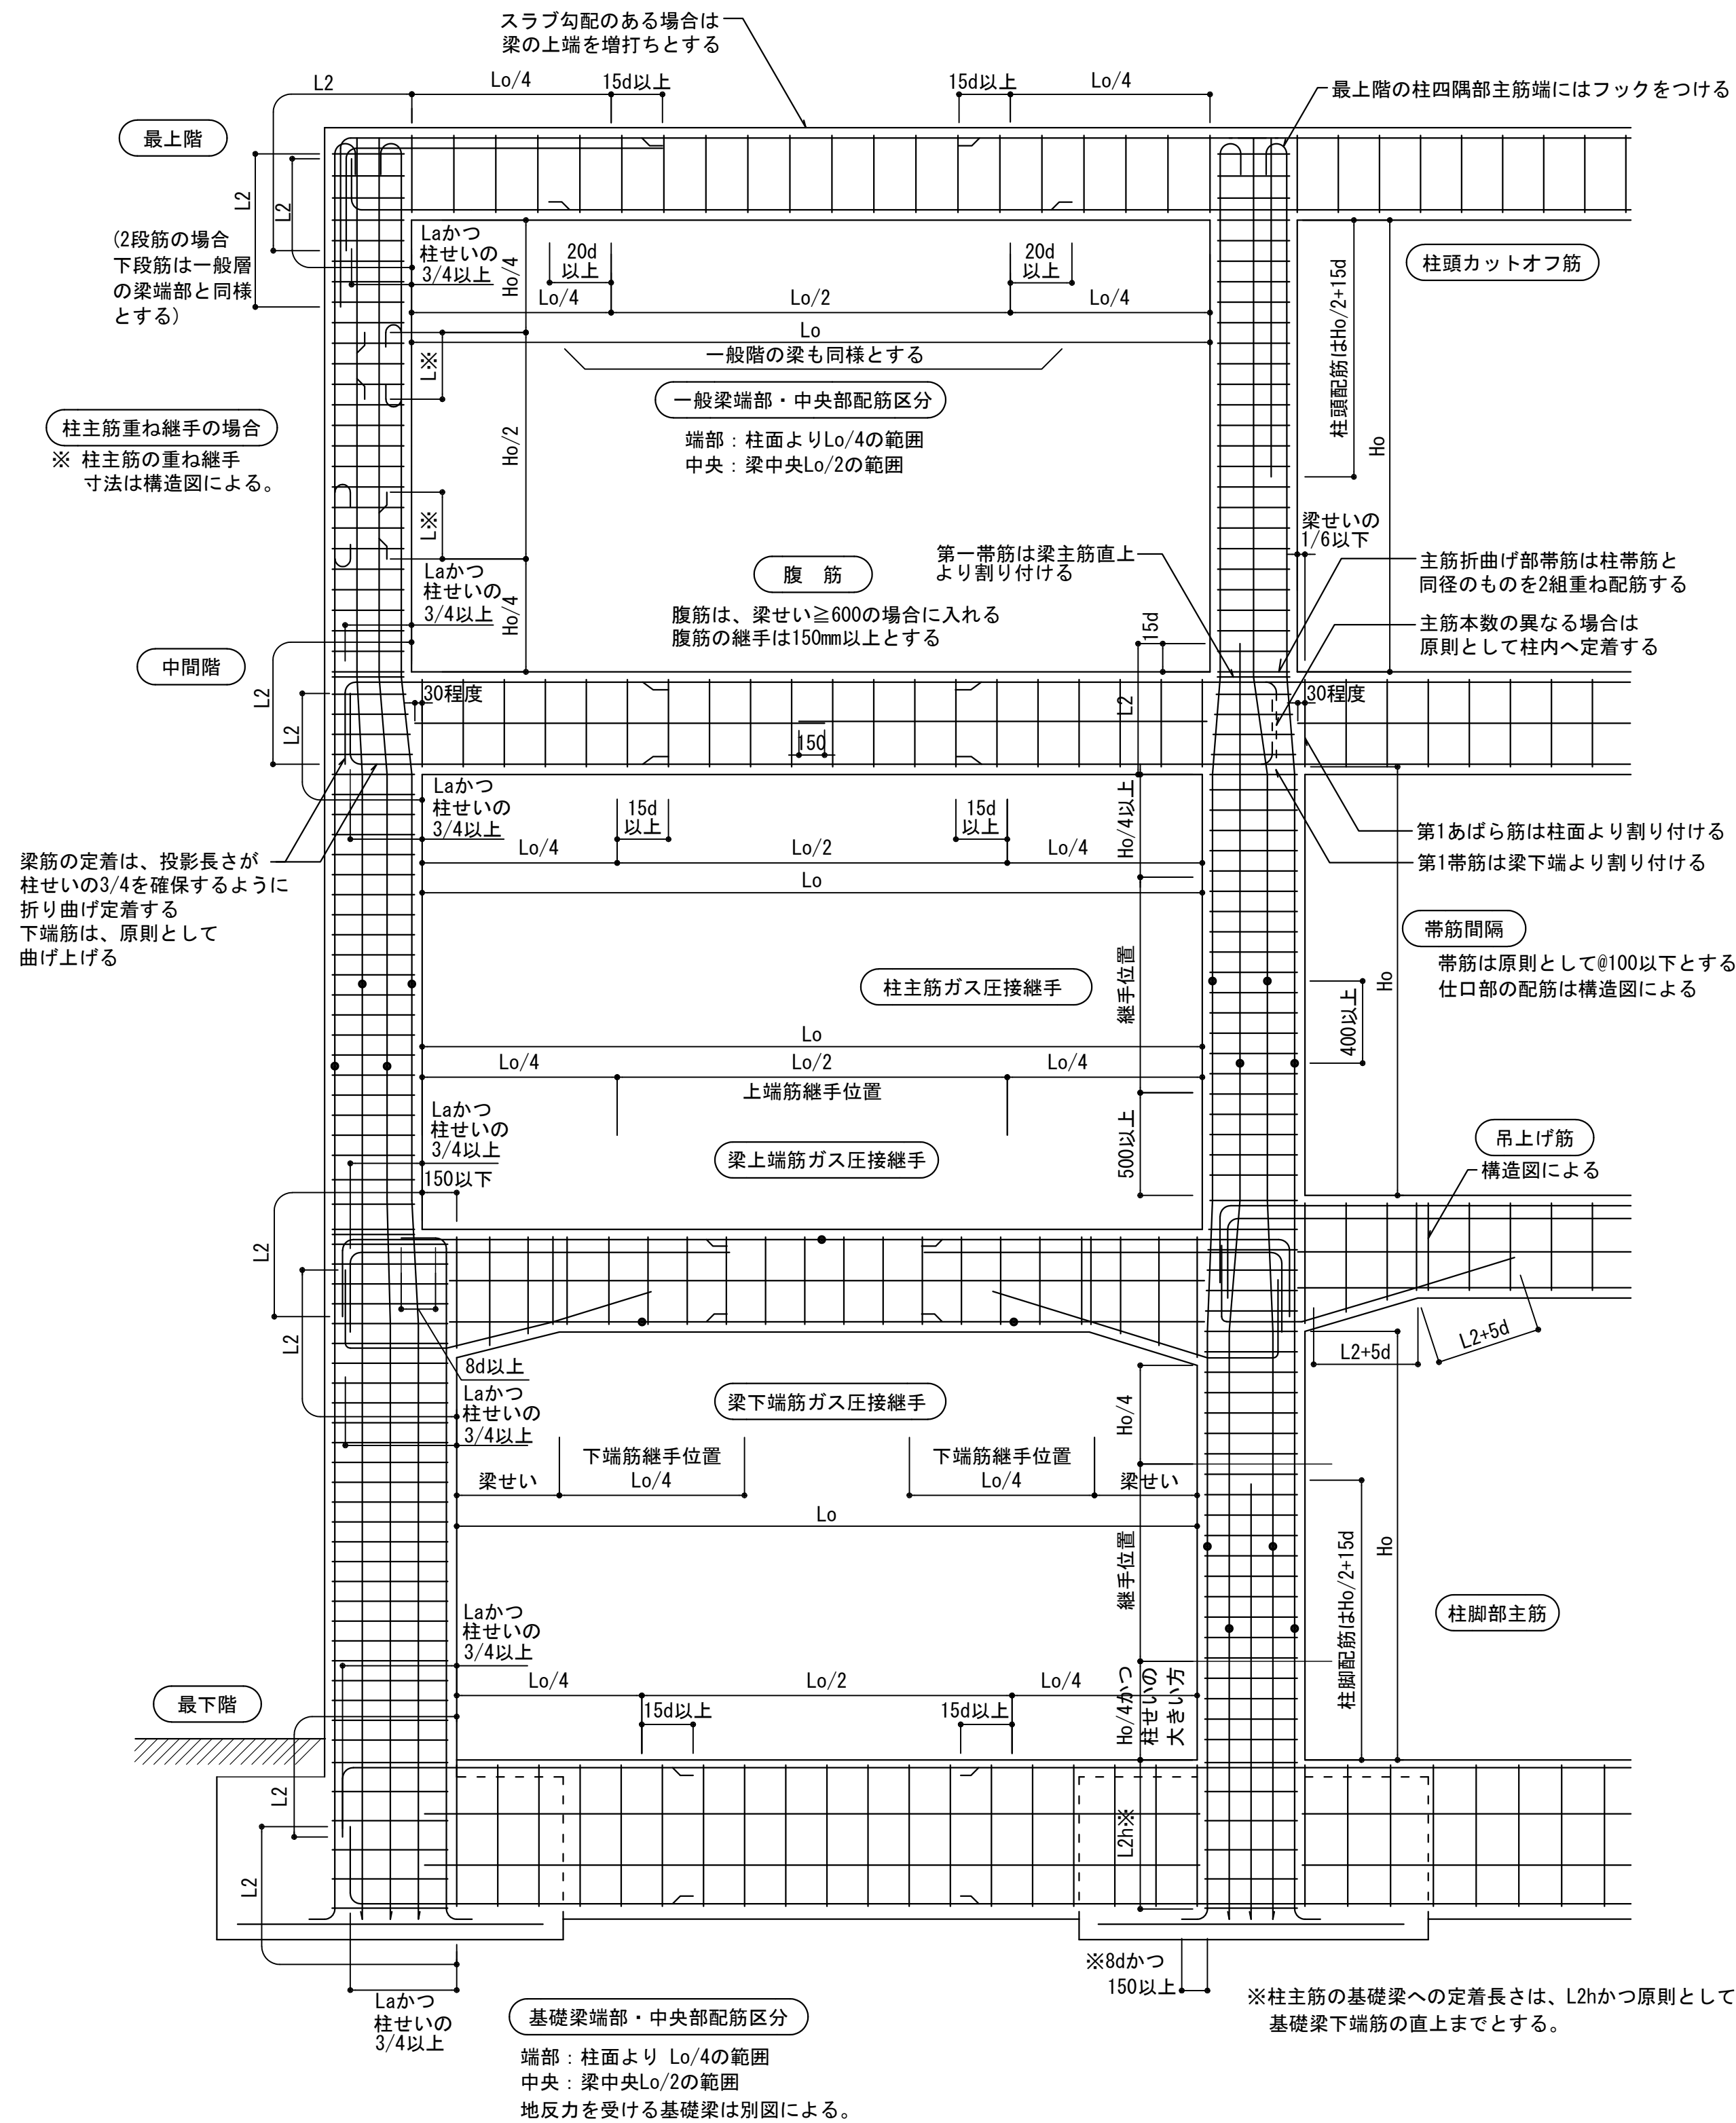 スラブ勾配のある場合は
梁の上端を増打ちとする
L2
Lo/4
15d以上
15d以上
Lo/4
最上階の柱四隅部主筋端にはフックをつける
最上階
L2
L2
(2段筋の場合
下段筋は一般層
の梁端部と同様
とする)
Laかつ
柱せいの
3/4以上
Ho/4
20d
以上
20d
以上
Lo/4
Lo/2
Lo/4
Lo
一般階の梁も同様とする
柱頭カットオフ筋
柱頭配筋はHo/2+15d
Ho
L※
一般梁端部・中央部配筋区分
端部：柱面よりLo/4の範囲
中央：梁中央Lo/2の範囲
柱主筋重ね継手の場合
※ 柱主筋の重ね継手
寸法は構造図による。
Ho/2
L※
梁せいの
1/6以下
第一帯筋は梁主筋直上
より割り付ける
腹　筋
腹筋は、梁せい≧600の場合に入れる
腹筋の継手は150mm以上とする
Laかつ
柱せいの
3/4以上
Ho/4
15d
主筋折曲げ部帯筋は柱帯筋と
同径のものを2組重ね配筋する
主筋本数の異なる場合は
原則として柱内へ定着する
中間階
L2
L2
30程度
150
L2
30程度
Laかつ
柱せいの
3/4以上
15d
以上
15d
以上
Lo/4
Lo/2
Lo/4
Lo
Ho/4以上
第1あばら筋は柱面より割り付ける
第1帯筋は梁下端より割り付ける
梁筋の定着は、投影長さが
柱せいの3/4を確保するように
折り曲げ定着する
下端筋は、原則として
曲げ上げる
帯筋間隔
帯筋は原則として@100以下とする
仕口部の配筋は構造図による
柱主筋ガス圧接継手
継手位置
400以上
Ho
Lo
Lo/4
Lo/2
Lo/4
上端筋継手位置
梁上端筋ガス圧接継手
500以上
Laかつ
柱せいの
3/4以上
150以下
吊上げ筋
構造図による
L2
L2
L2+5d
L2+5d
8d以上
Laかつ
柱せいの
3/4以上
梁下端筋ガス圧接継手
Ho/4
下端筋継手位置
下端筋継手位置
梁せい
Lo/4
Lo/4
梁せい
Lo
継手位置
柱脚配筋はHo/2+15d
Ho
柱脚部主筋
Laかつ
柱せいの
3/4以上
Lo/4
Lo/2
Lo/4
15d以上
15d以上
Ho/4かつ
柱せいの
大きい方
最下階
L2
L2
L2h※
※8dかつ
150以上
※柱主筋の基礎梁への定着長さは、L2hかつ原則として
基礎梁下端筋の直上までとする。
Laかつ
柱せいの
3/4以上
基礎梁端部・中央部配筋区分
端部：柱面より Lo/4の範囲
中央：梁中央Lo/2の範囲
地反力を受ける基礎梁は別図による。